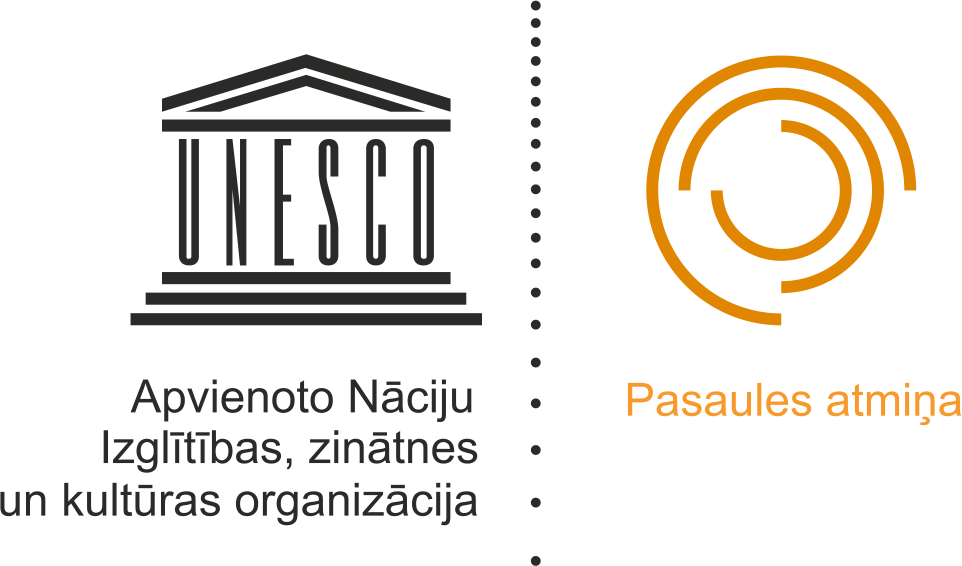 UNESCO
Apvienoto Nāciju
Izglītības, zinātnes
un kultūras organizācija
Pasaules atmiņa